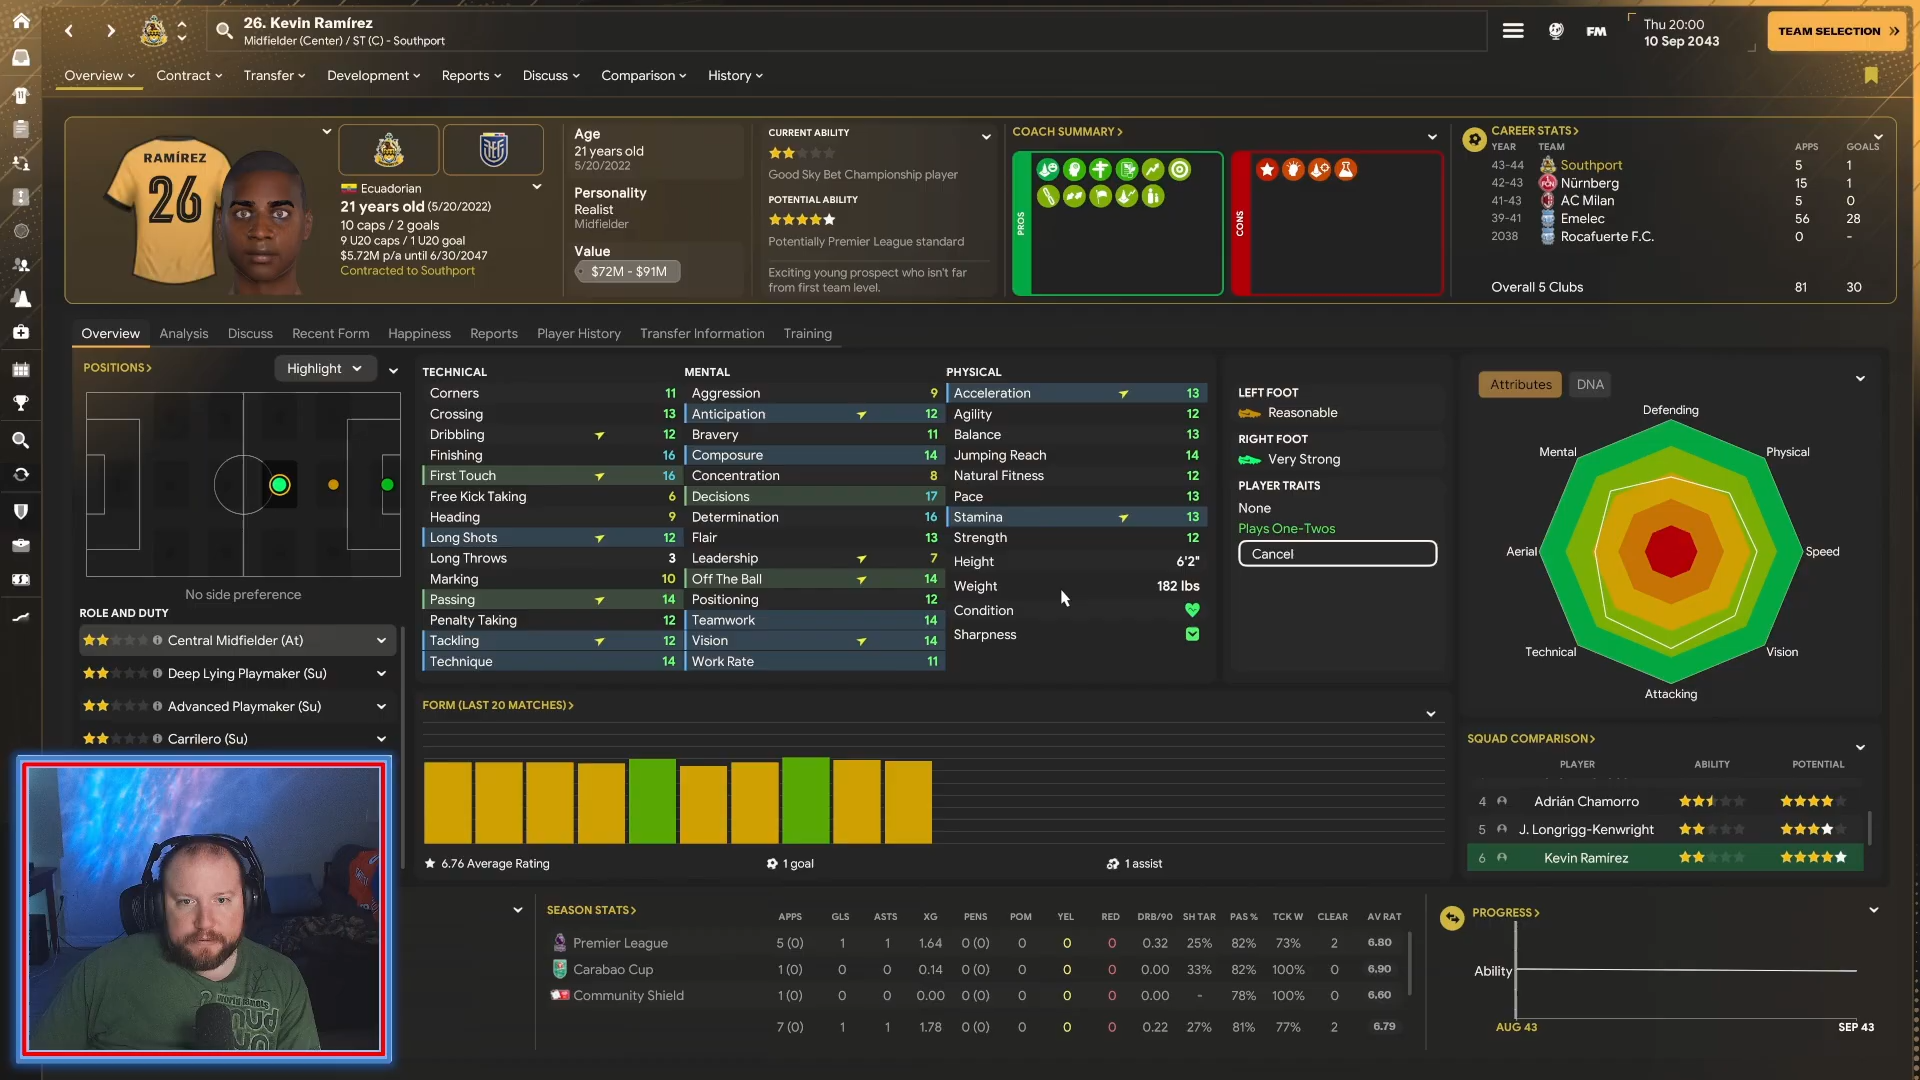 26. Kevin Ramírez
Midfielder (Center) / ST (C) - Southport
FM
Thu 20:00
10 Sep 2043
TEAM SELECTION
Overview
Contract
Transfer
Development
Reports
Discuss
Comparison
History
RAMÍREZ
26
Ecuadorian
21 years old (5/20/2022)
10 caps / 2 goals
9 U20 caps / 1 U20 goal
$5.72M p/a until 6/30/2047
Contracted to Southport
Age
21 years old
5/20/2022
Personality
Realist
Midfielder
Value
$72M - $91M
CURRENT ABILITY
Good Sky Bet Championship player
POTENTIAL ABILITY
Potentially Premier League standard
Exciting young prospect who isn't far
from first team level.
COACH SUMMARY
PROS
CONS
CAREER STATS
YEAR TEAM APPS GOALS
43-44 Southport 5 1
42-43 Nürnberg 15 1
41-43 AC Milan 5 0
39-41 Emelec 56 28
2038 Rocafuerte F.C. 0 -
Overall 5 Clubs 81 30
Overview
Analysis
Discuss
Recent Form
Happiness
Reports
Player History
Transfer Information
Training
POSITIONS
Highlight
No side preference
ROLE AND DUTY
Central Midfielder (At)
Deep Lying Playmaker (Su)
Advanced Playmaker (Su)
Carrilero (Su)
TECHNICAL
Corners 11
Crossing 13
Dribbling 12
Finishing 16
First Touch 16
Free Kick Taking 6
Heading 9
Long Shots 12
Long Throws 3
Marking 10
Passing 14
Penalty Taking 12
Tackling 12
Technique 14
MENTAL
Aggression 9
Anticipation 12
Bravery 11
Composure 14
Concentration 8
Decisions 17
Determination 16
Flair 13
Leadership 7
Off The Ball 14
Positioning 12
Teamwork 14
Vision 14
Work Rate 11
PHYSICAL
Acceleration 13
Agility 12
Balance 13
Jumping Reach 14
Natural Fitness 12
Pace 13
Stamina 13
Strength 12
Height 6'2"
Weight 182 lbs
Condition
Sharpness
LEFT FOOT
Reasonable
RIGHT FOOT
Very Strong
PLAYER TRAITS
None
Plays One-Twos
Cancel
Attributes
DNA
Defending
Physical
Speed
Vision
Attacking
Technical
Aerial
Mental
FORM (LAST 20 MATCHES)
6.76 Average Rating
1 goal
1 assist
SQUAD COMPARISON
PLAYER ABILITY POTENTIAL
4 Adrián Chamorro
5 J. Longrigg-Kenwright
6 Kevin Ramírez
SEASON STATS APPS GLS ASTS XG PENS POM YEL RED DRB/90 SH TAR PAS % TCK W CLEAR AV RAT
Premier League 5 (0) 1 1 1.64 0 (0) 0 0 0 0.32 25% 82% 73% 2 6.80
Carabao Cup 1 (0) 0 0 0.14 0 (0) 0 0 0 0.00 33% 82% 100% 0 6.90
Community Shield 1 (0) 0 0 0.00 0 (0) 0 0 0 0.00 - 78% 100% 0 6.60
7 (0) 1 1 1.78 0 (0) 0 0 0 0.22 27% 81% 77% 2 6.79
PROGRESS
Ability
AUG 43
SEP 43